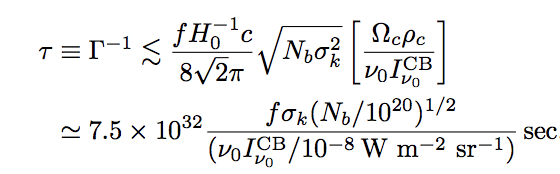 τ ≡ Γ⁻¹ ≲ \frac{f H_0^{-1} c}{8\sqrt{2}π} \sqrt{N_b σ_k^2} \left[ \frac{Ω_c ρ_c}{ν_0 I_{ν_0}^{CB}} \right]
≃ 7.5 × 10^{32} \frac{f σ_k (N_b/10^{20})^{1/2}}{(ν_0 I_{ν_0}^{CB}/10^{-8} W m^{-2} sr^{-1})} sec.